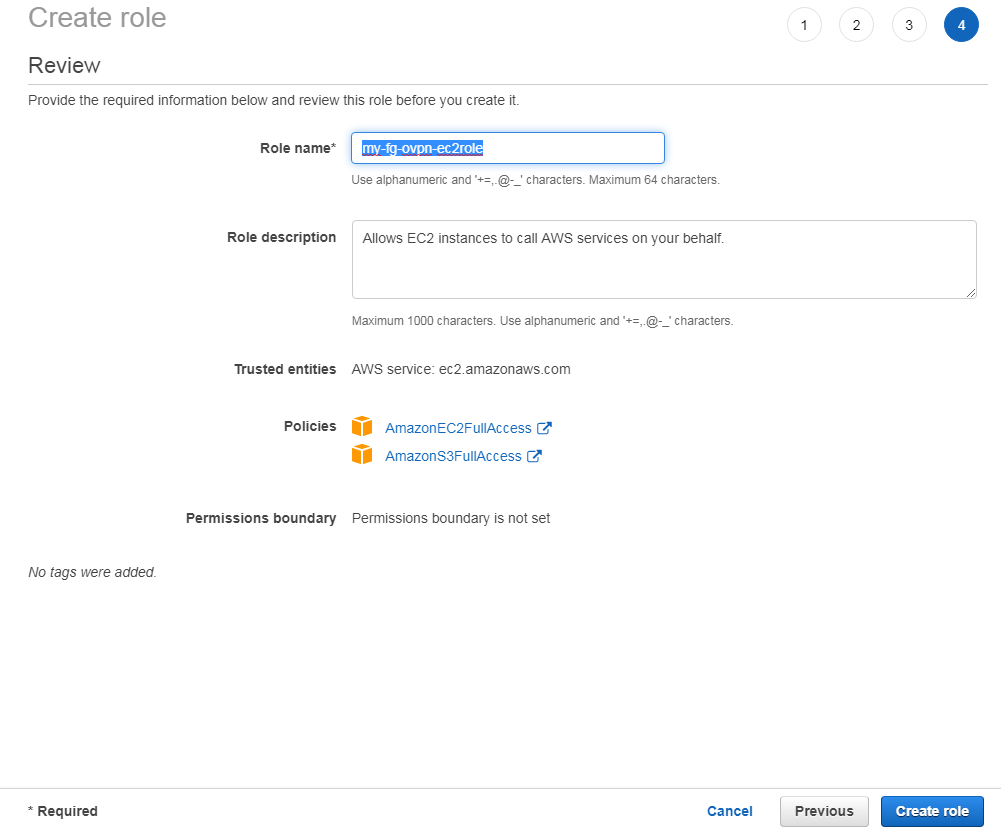 Create role
1 2 3 4
Review
Provide the required information below and review this role before you create it.
Role name* my-fg-ovpn-ec2role
Use alphanumeric and '+=,.@-_' characters. Maximum 64 characters.
Role description Allows EC2 instances to call AWS services on your behalf.
Maximum 1000 characters. Use alphanumeric and '+=,.@-_' characters.
Trusted entities AWS service: ec2.amazonaws.com
Policies AmazonEC2FullAccess
AmazonS3FullAccess
Permissions boundary Permissions boundary is not set
No tags were added.
* Required Cancel Previous Create role